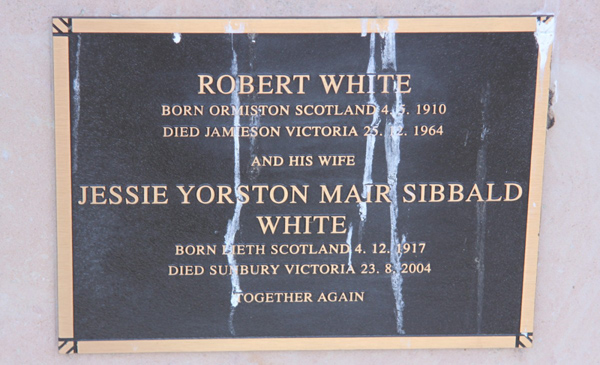 ROBERT WHITE
BORN ORMISTON SCOTLAND 4. 5. 1910
DIED JAMIESON VICTORIA 25. 12. 1964
AND HIS WIFE
JESSIE YORSTON MAIR SIBBALD
WHITE
BORN LIETH SCOTLAND 4. 12. 1917
DIED SUNBURY VICTORIA 23. 8. 2004
TOGETHER AGAIN